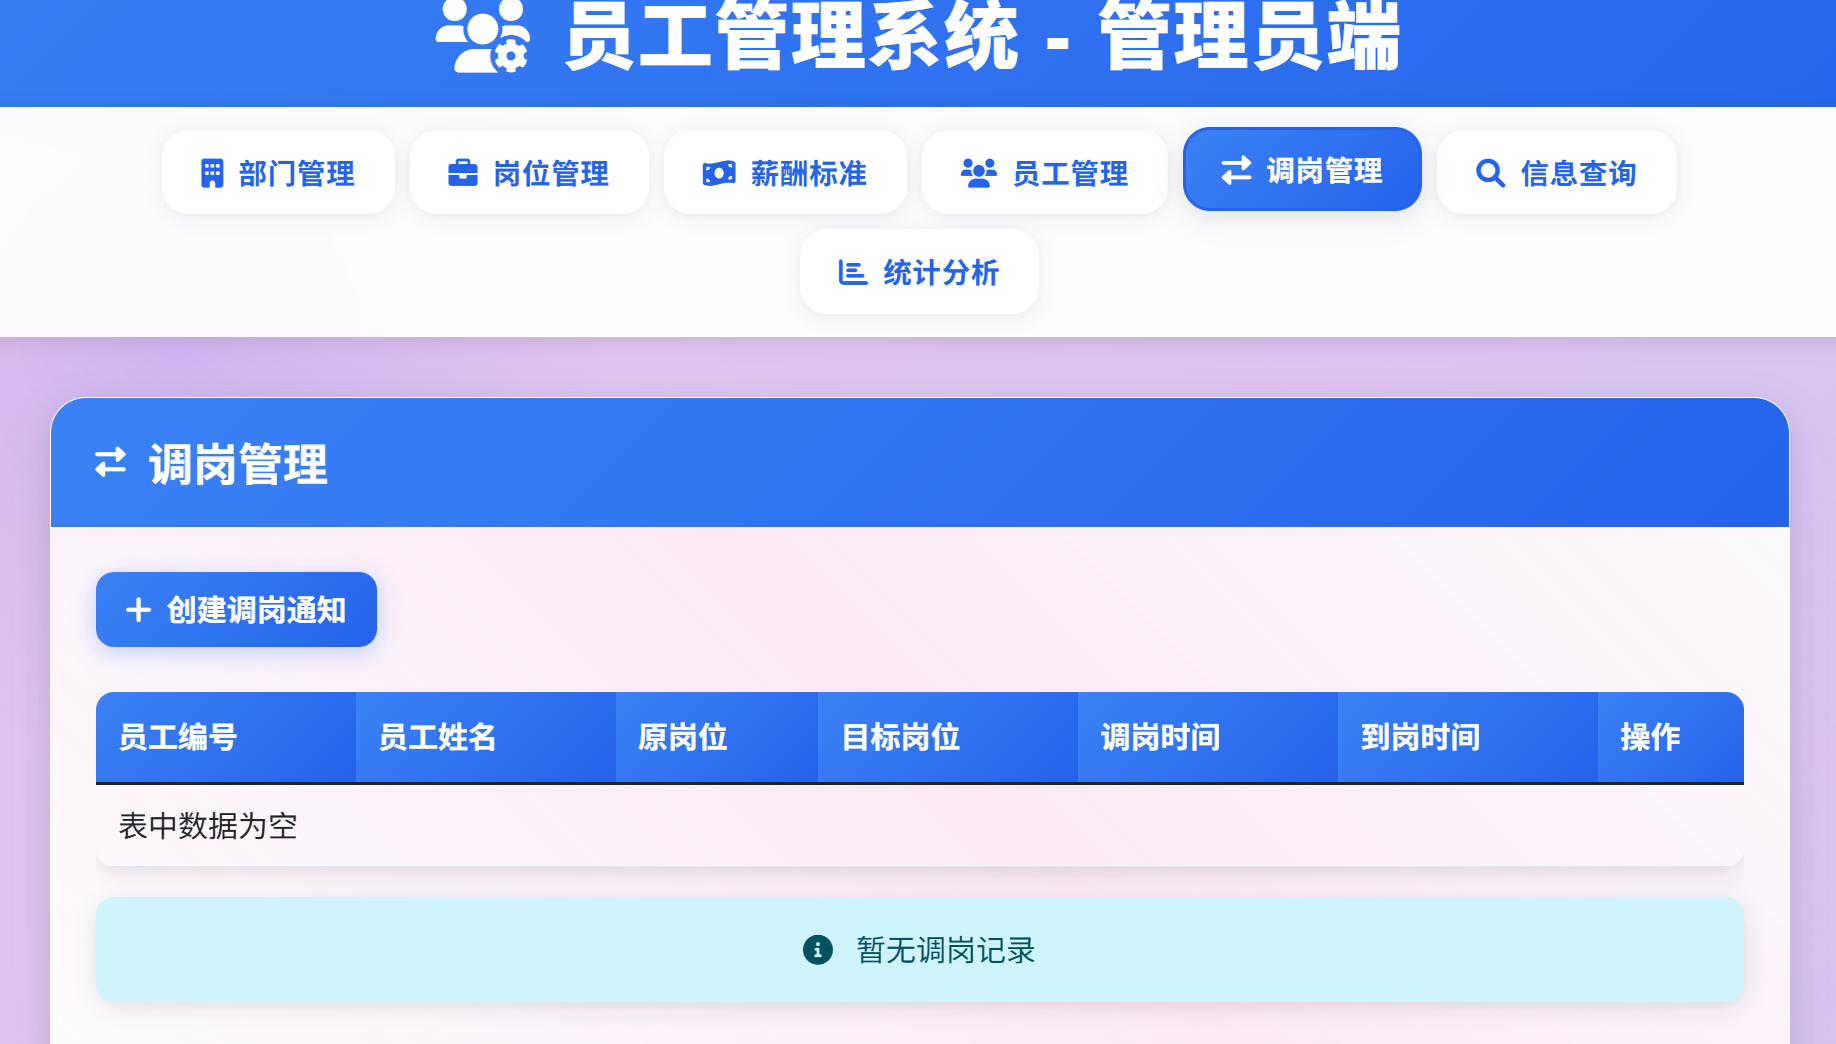 员工管理系统 - 管理员端
部门管理 岗位管理 薪酬标准 员工管理 调岗管理 信息查询
统计分析
调岗管理
创建调岗通知
员工编号 员工姓名 原岗位 目标岗位 调岗时间 到岗时间 操作
表中数据为空
暂无调岗记录